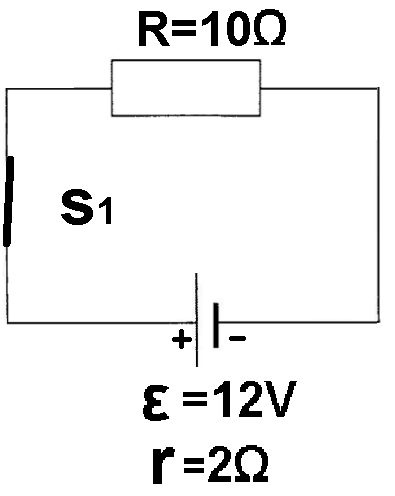 R=10Ω
S1
+ -
ε =12V
r=2Ω